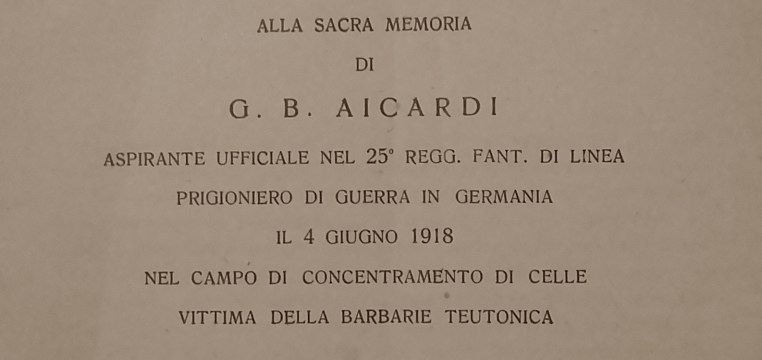 ALLA SACRA MEMORIA
DI
G. B. AICARDI
ASPIRANTE UFFICIALE NEL 25° REGG. FANT. DI LINEA
PRIGIONIERO DI GUERRA IN GERMANIA
IL 4 GIUGNO 1918
NEL CAMPO DI CONCENTRAMENTO DI CELLE
VITTIMA DELLA BARBARIE TEUTONICA